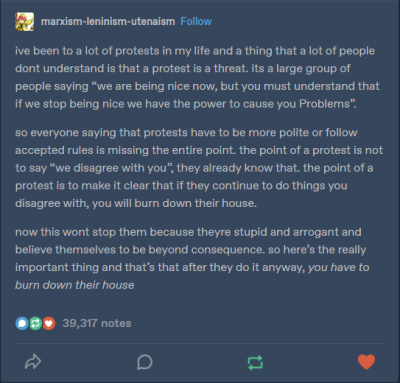 marxism-leninism-utenaism Follow
ive been to a lot of protests in my life and a thing that a lot of people
dont understand is that a protest is a threat. its a large group of
people saying “we are being nice now, but you must understand that
if we stop being nice we have the power to cause you Problems”.
so everyone saying that protests have to be more polite or follow
accepted rules is missing the entire point. the point of a protest is not
to say “we disagree with you”, they already know that. the point of a
protest is to make it clear that if they continue to do things you
disagree with, you will burn down their house.
now this wont stop them because theyre stupid and arrogant and
believe themselves to be beyond consequence. so here’s the really
important thing and that’s that after they do it anyway, you have to
burn down their house
39,317 notes